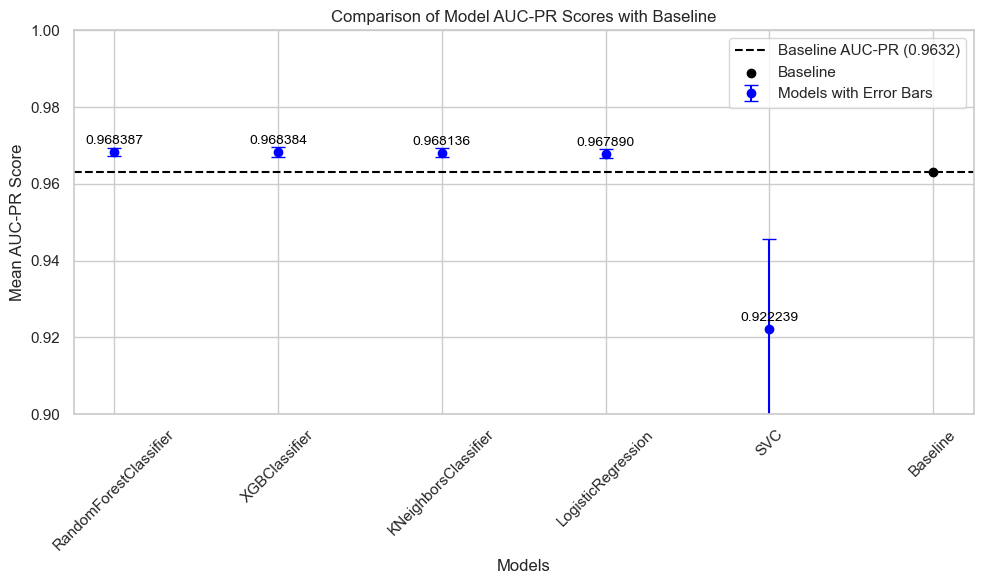 Comparison of Model AUC-PR Scores with Baseline
1.00
0.98
0.96
0.94
0.92
0.90
Mean AUC-PR Score
Baseline AUC-PR (0.9632)
Baseline
Models with Error Bars
0.968387
0.968384
0.968136
0.967890
0.922239
RandomForestClassifier
XGBClassifier
KNeighborsClassifier
LogisticRegression
SVC
Baseline
Models